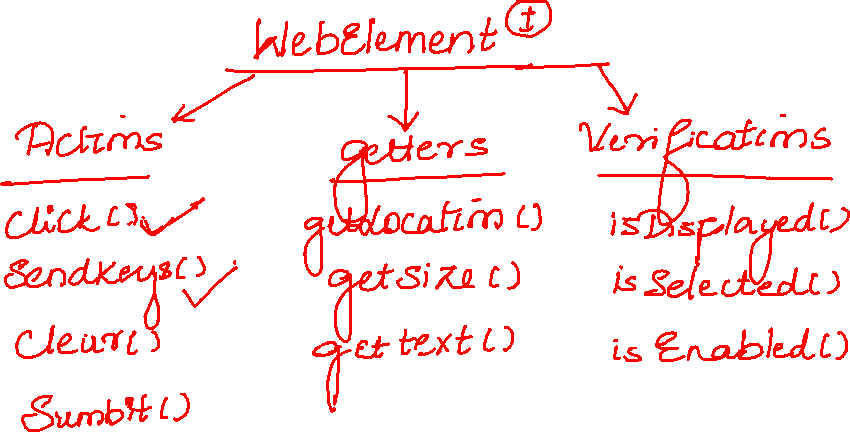 WebElement I
Actions
getters
Verifications
Click()
getLocation()
isDisplayed()
Sendkeys()
getSize()
isSelected()
Clear()
getText()
isEnabled()
Sumbit()